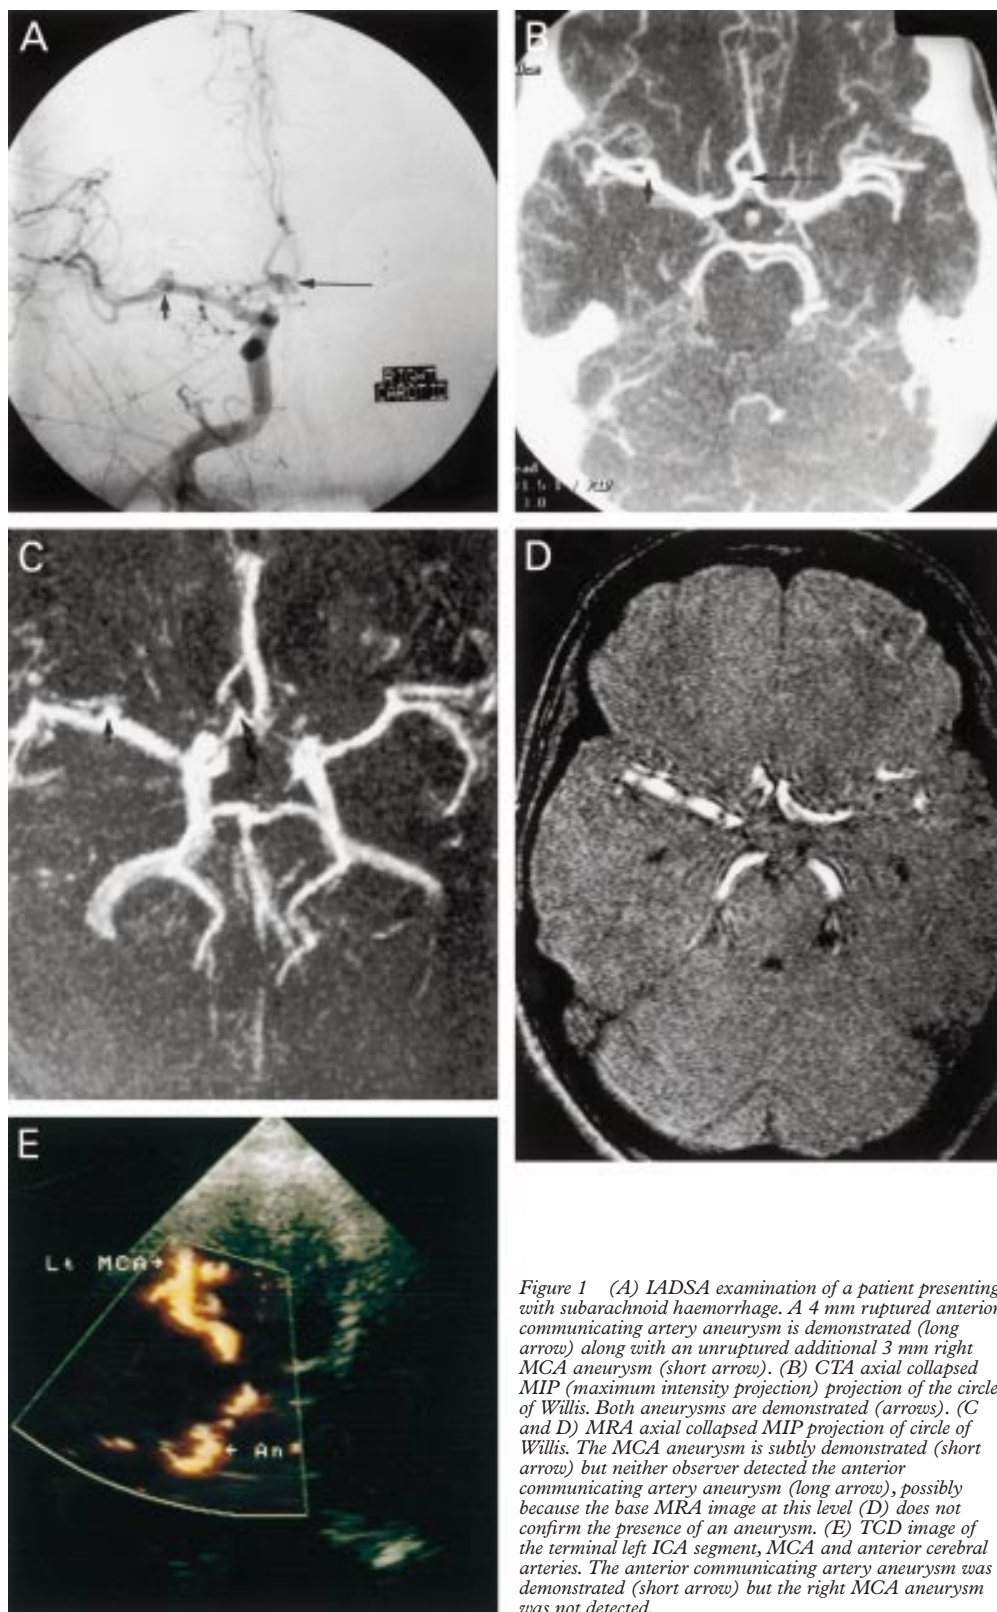 A
B
RIGHT
CAROTIC
C
D
E
Lt MCA→
← An
Figure 1 (A) IADSA examination of a patient presenting
with subarachnoid haemorrhage. A 4 mm ruptured anterior
communicating artery aneurysm is demonstrated (long
arrow) along with an unruptured additional 3 mm right
MCA aneurysm (short arrow). (B) CTA axial collapsed
MIP (maximum intensity projection) projection of the circle
of Willis. Both aneurysms are demonstrated (arrows). (C
and D) MRA axial collapsed MIP projection of circle of
Willis. The MCA aneurysm is subtly demonstrated (short
arrow) but neither observer detected the anterior
communicating artery aneurysm (long arrow), possibly
because the base MRA image at this level (D) does not
confirm the presence of an aneurysm. (E) TCD image of
the terminal left ICA segment, MCA and anterior cerebral
arteries. The anterior communicating artery aneurysm was
demonstrated (short arrow) but the right MCA aneurysm
was not detected.